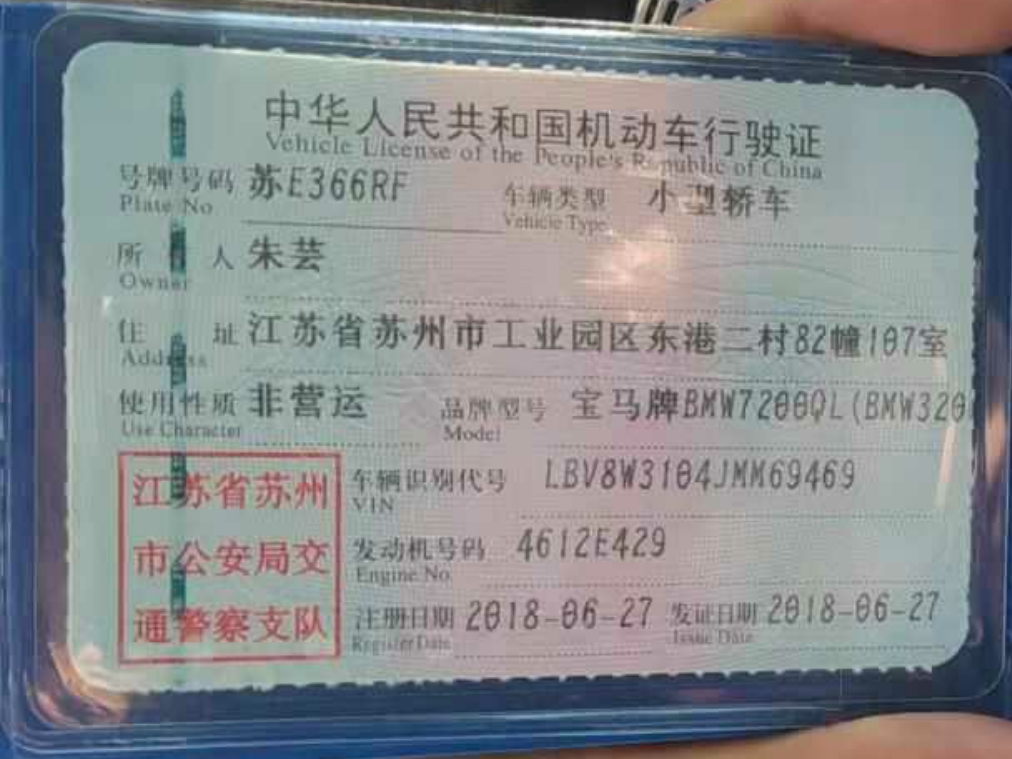 中华人民共和国机动车行驶证
Vehicle License of the People's Republic of China
号牌号码 苏E366RF 车辆类型 小型轿车
Plate No Vehicle Type
所 人 朱芸
Owner
住 址 江苏省苏州市工业园区东港二村82幢107室
Address
使用性质 非营运 品牌型号 宝马牌BMW7200QL(BMW320
Use Character Model
江苏省苏州
市公安局交
通警察支队
车辆识别代号 LBV8W3104JMM69469
VIN
发动机号码 4612E429
Engine No
注册日期 2018-06-27 发证日期 2018-06-27
Register Date Issue Date